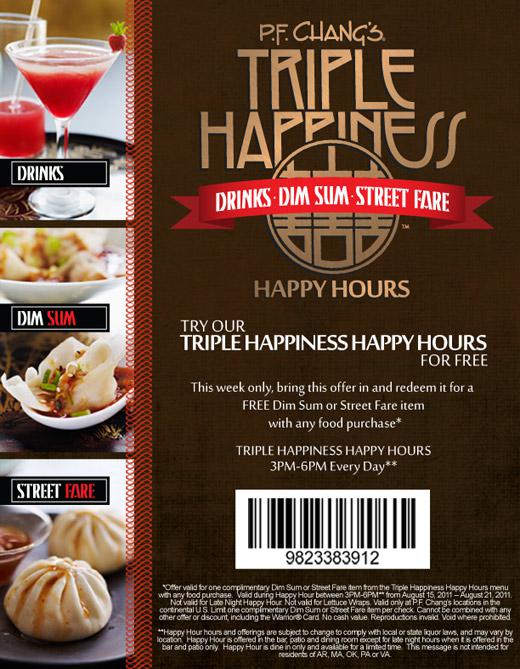 P.F. CHANG'S
TRIPLE
HAPPINESS
DRINKS · DIM SUM · STREET FARE
TM
HAPPY HOURS
DRINKS
DIM SUM
STREET FARE
TRY OUR
TRIPLE HAPPINESS HAPPY HOURS
FOR FREE
This week only, bring this offer in and redeem it for a
FREE Dim Sum or Street Fare item
with any food purchase*
TRIPLE HAPPINESS HAPPY HOURS
3PM-6PM Every Day**
9823383912
*Offer valid for one complimentary Dim Sum or Street Fare item from the Triple Happiness Happy Hours menu
with any food purchase. Valid during Happy Hour between 3PM-6PM** from August 15, 2011 – August 21, 2011.
Not valid for Late Night Happy Hour. Not valid for Lettuce Wraps. Valid only at P.F. Chang's locations in the
continental U.S. Limit one complimentary Dim Sum or Street Fare item per check. Cannot be combined with any
other offer or discount, including the Warrior® Card. No cash value. Reproductions invalid. Void where prohibited.
**Happy Hour hours and offerings are subject to change to comply with local or state liquor laws, and may vary by
location. Happy Hour is offered in the bar, patio and dining room except for late night hours when it is offered in the
bar and patio only. Happy Hour is dine in only and available for a limited time. This message is not intended for
residents of AR, MA, OK, PA or VA.